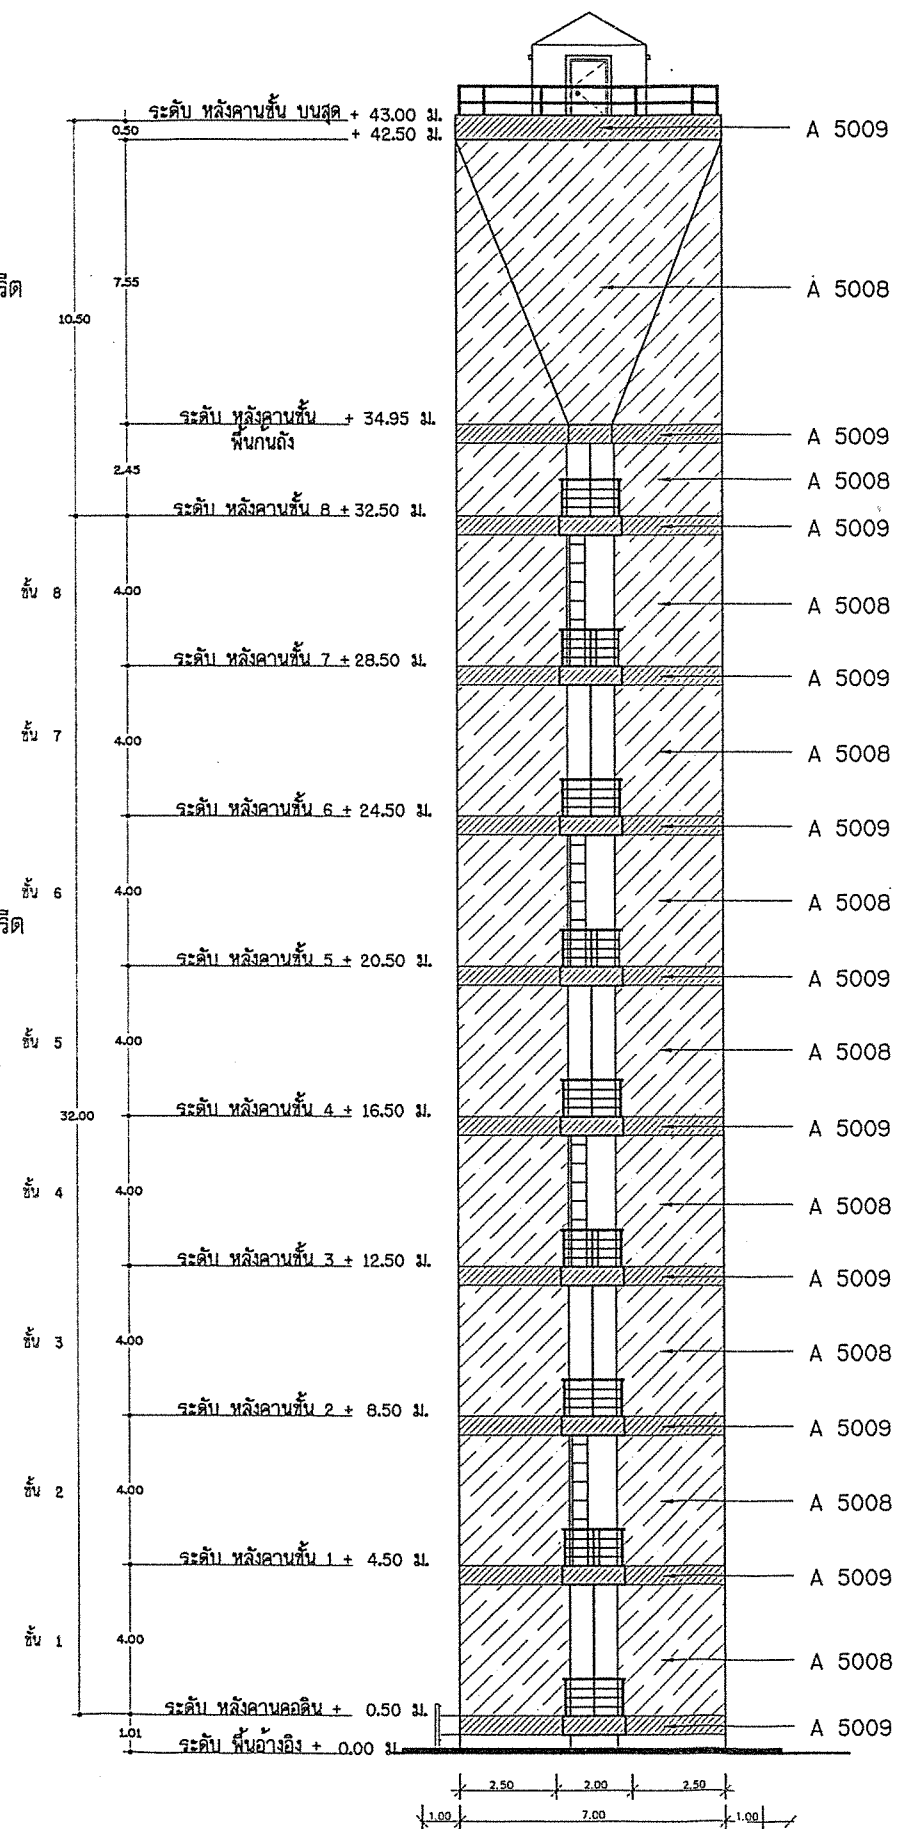 ระดับ หลังคานชั้น บนสุด + 43.00 ม.
0.50
+ 42.50 ม.
A 5009
7.55
A 5008
รีต
10.50
ระดับ หลังคานชั้น + 34.95 ม.
พื้นก้นถัง
A 5009
2.45
A 5008
ระดับ หลังคานชั้น 8 + 32.50 ม.
A 5009
ชั้น 8
4.00
A 5008
ระดับ หลังคานชั้น 7 + 28.50 ม.
A 5009
ชั้น 7
4.00
A 5008
ระดับ หลังคานชั้น 6 + 24.50 ม.
A 5009
ชั้น 6
4.00
A 5008
รีต
ระดับ หลังคานชั้น 5 + 20.50 ม.
A 5009
ชั้น 5
4.00
A 5008
32.00
ระดับ หลังคานชั้น 4 + 16.50 ม.
A 5009
ชั้น 4
4.00
A 5008
ระดับ หลังคานชั้น 3 + 12.50 ม.
A 5009
ชั้น 3
4.00
A 5008
ระดับ หลังคานชั้น 2 + 8.50 ม.
A 5009
ชั้น 2
4.00
A 5008
ระดับ หลังคานชั้น 1 + 4.50 ม.
A 5009
ชั้น 1
4.00
A 5008
ระดับ หลังคานคอดิน + 0.50 ม.
A 5009
1.01
ระดับ พื้นอ้างอิง + 0.00 ม
2.50 2.00 2.50
1.00 7.00 1.00